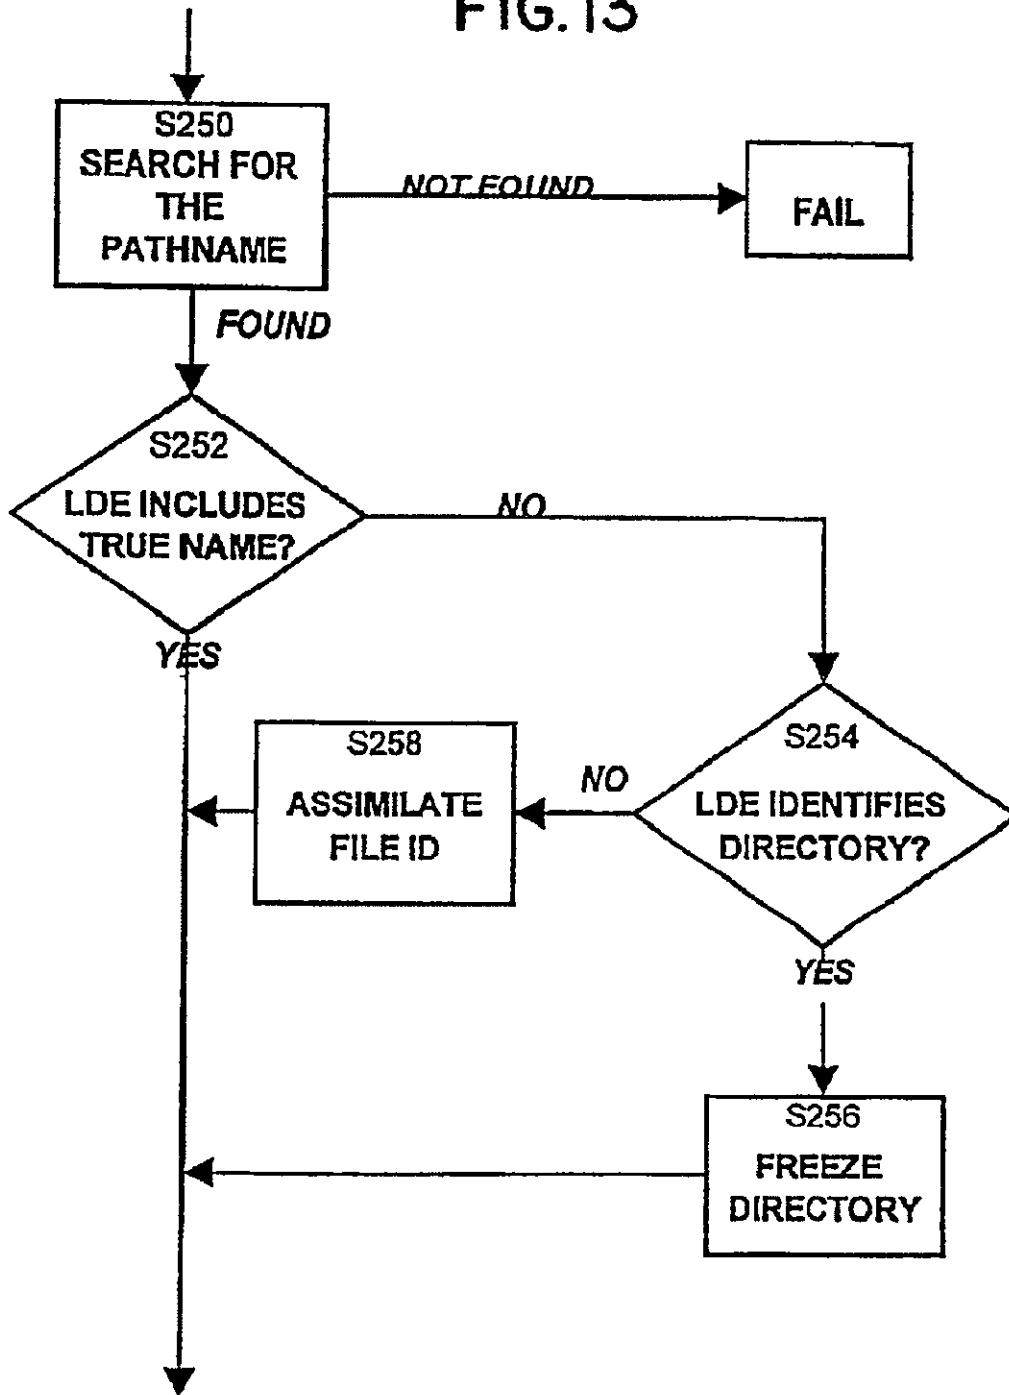 FIG. 13
S250
SEARCH FOR
THE
PATHNAME
NOT FOUND
FAIL
FOUND
S252
LDE INCLUDES
TRUE NAME?
NO
YES
S254
LDE IDENTIFIES
DIRECTORY?
NO
S258
ASSIMILATE
FILE ID
YES
S256
FREEZE
DIRECTORY